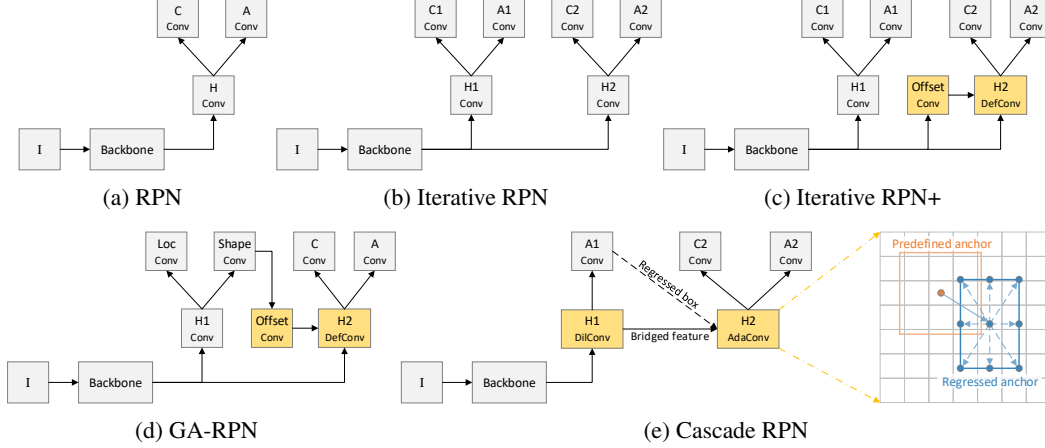 C
Conv
A
Conv
H
Conv
I
Backbone
(a) RPN
C1
Conv
A1
Conv
C2
Conv
A2
Conv
H1
Conv
H2
Conv
I
Backbone
(b) Iterative RPN
C1
Conv
A1
Conv
C2
Conv
A2
Conv
H1
Conv
Offset
Conv
H2
DefConv
I
Backbone
(c) Iterative RPN+
Loc
Conv
Shape
Conv
C
Conv
A
Conv
H1
Conv
Offset
Conv
H2
DefConv
I
Backbone
(d) GA-RPN
A1
Conv
C2
Conv
A2
Conv
Regressed box
H1
DilConv
Bridged feature
H2
AdaConv
I
Backbone
Predefined anchor
Regressed anchor
(e) Cascade RPN